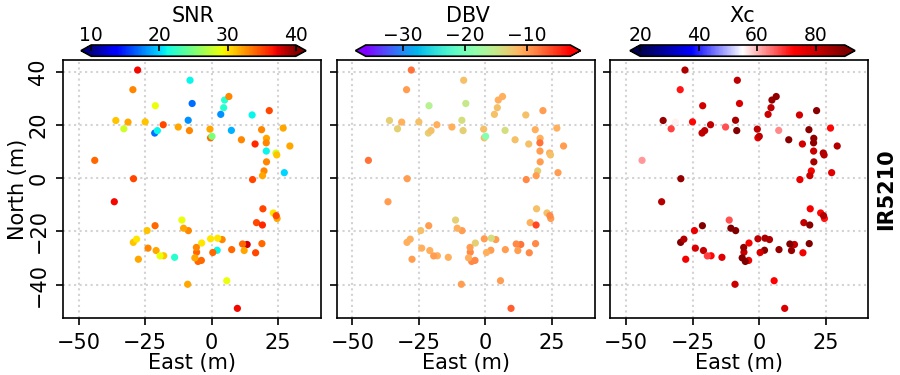 SNR DBV Xc
10 20 30 40 −30 −20 −10 20 40 60 80
North (m)
40
20
0
−20
−40
−50 −25 0 25 −50 −25 0 25 −50 −25 0 25
East (m) East (m) East (m)
IR5210